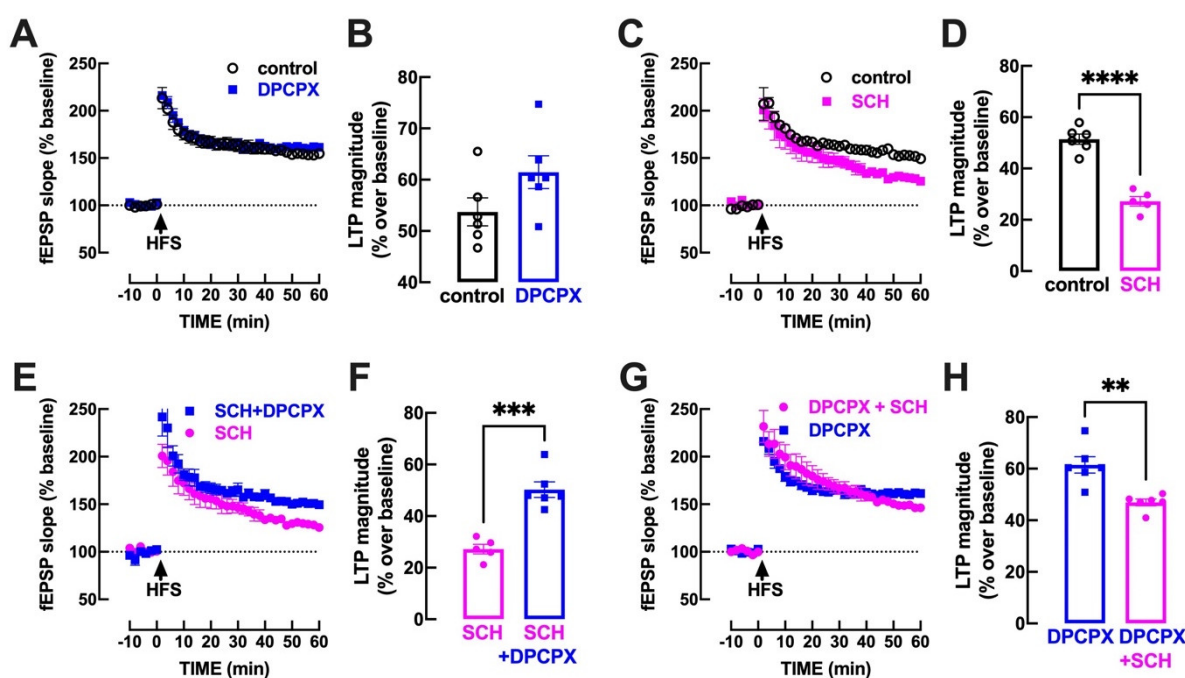 A
fEPSP slope (% baseline)
250
200
150
100
50
control
DPCPX
HFS
-10 0 10 20 30 40 50 60
TIME (min)
B
LTP magnitude
(% over baseline)
80
70
60
50
40
control DPCPX
C
fEPSP slope (% baseline)
250
200
150
100
50
control
SCH
HFS
-10 0 10 20 30 40 50 60
TIME (min)
D
LTP magnitude
(% over baseline)
80
60
40
20
0
****
control SCH
E
fEPSP slope (% baseline)
250
200
150
100
50
SCH+DPCPX
SCH
HFS
-10 0 10 20 30 40 50 60
TIME (min)
F
LTP magnitude
(% over baseline)
80
60
40
20
0
***
SCH SCH
+DPCPX
G
fEPSP slope (% baseline)
250
200
150
100
50
DPCPX + SCH
DPCPX
HFS
-10 0 10 20 30 40 50 60
TIME (min)
H
LTP magnitude
(% over baseline)
80
60
40
20
0
**
DPCPX DPCPX
+SCH